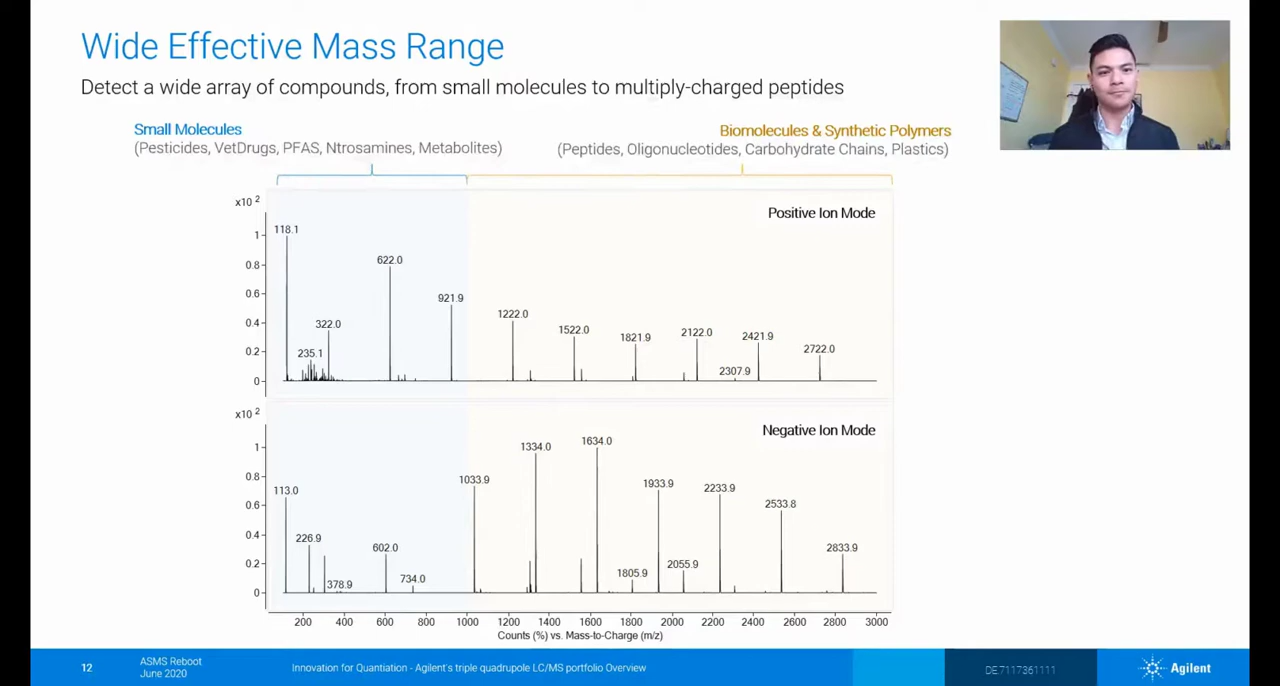 Wide Effective Mass Range
Detect a wide array of compounds, from small molecules to multiply-charged peptides
Small Molecules
(Pesticides, VetDrugs, PFAS, Ntrosamines, Metabolites)
Biomolecules & Synthetic Polymers
(Peptides, Oligonucleotides, Carbohydrate Chains, Plastics)
x10 2
Positive Ion Mode
1
0.8
0.6
0.4
0.2
0
118.1
235.1
322.0
622.0
921.9
1222.0
1522.0
1821.9
2122.0
2307.9
2421.9
2722.0
x10 2
Negative Ion Mode
1
0.8
0.6
0.4
0.2
0
113.0
226.9
378.9
602.0
734.0
1033.9
1334.0
1634.0
1805.9
1933.9
2055.9
2233.9
2533.8
2833.9
200 400 600 800 1000 1200 1400 1600 1800 2000 2200 2400 2600 2800 3000
Counts (%) vs. Mass-to-Charge (m/z)
12
ASMS Reboot
June 2020
Innovation for Quantiation - Agilent's triple quadrupole LC/MS portfolio Overview
DE.7117361111
Agilent